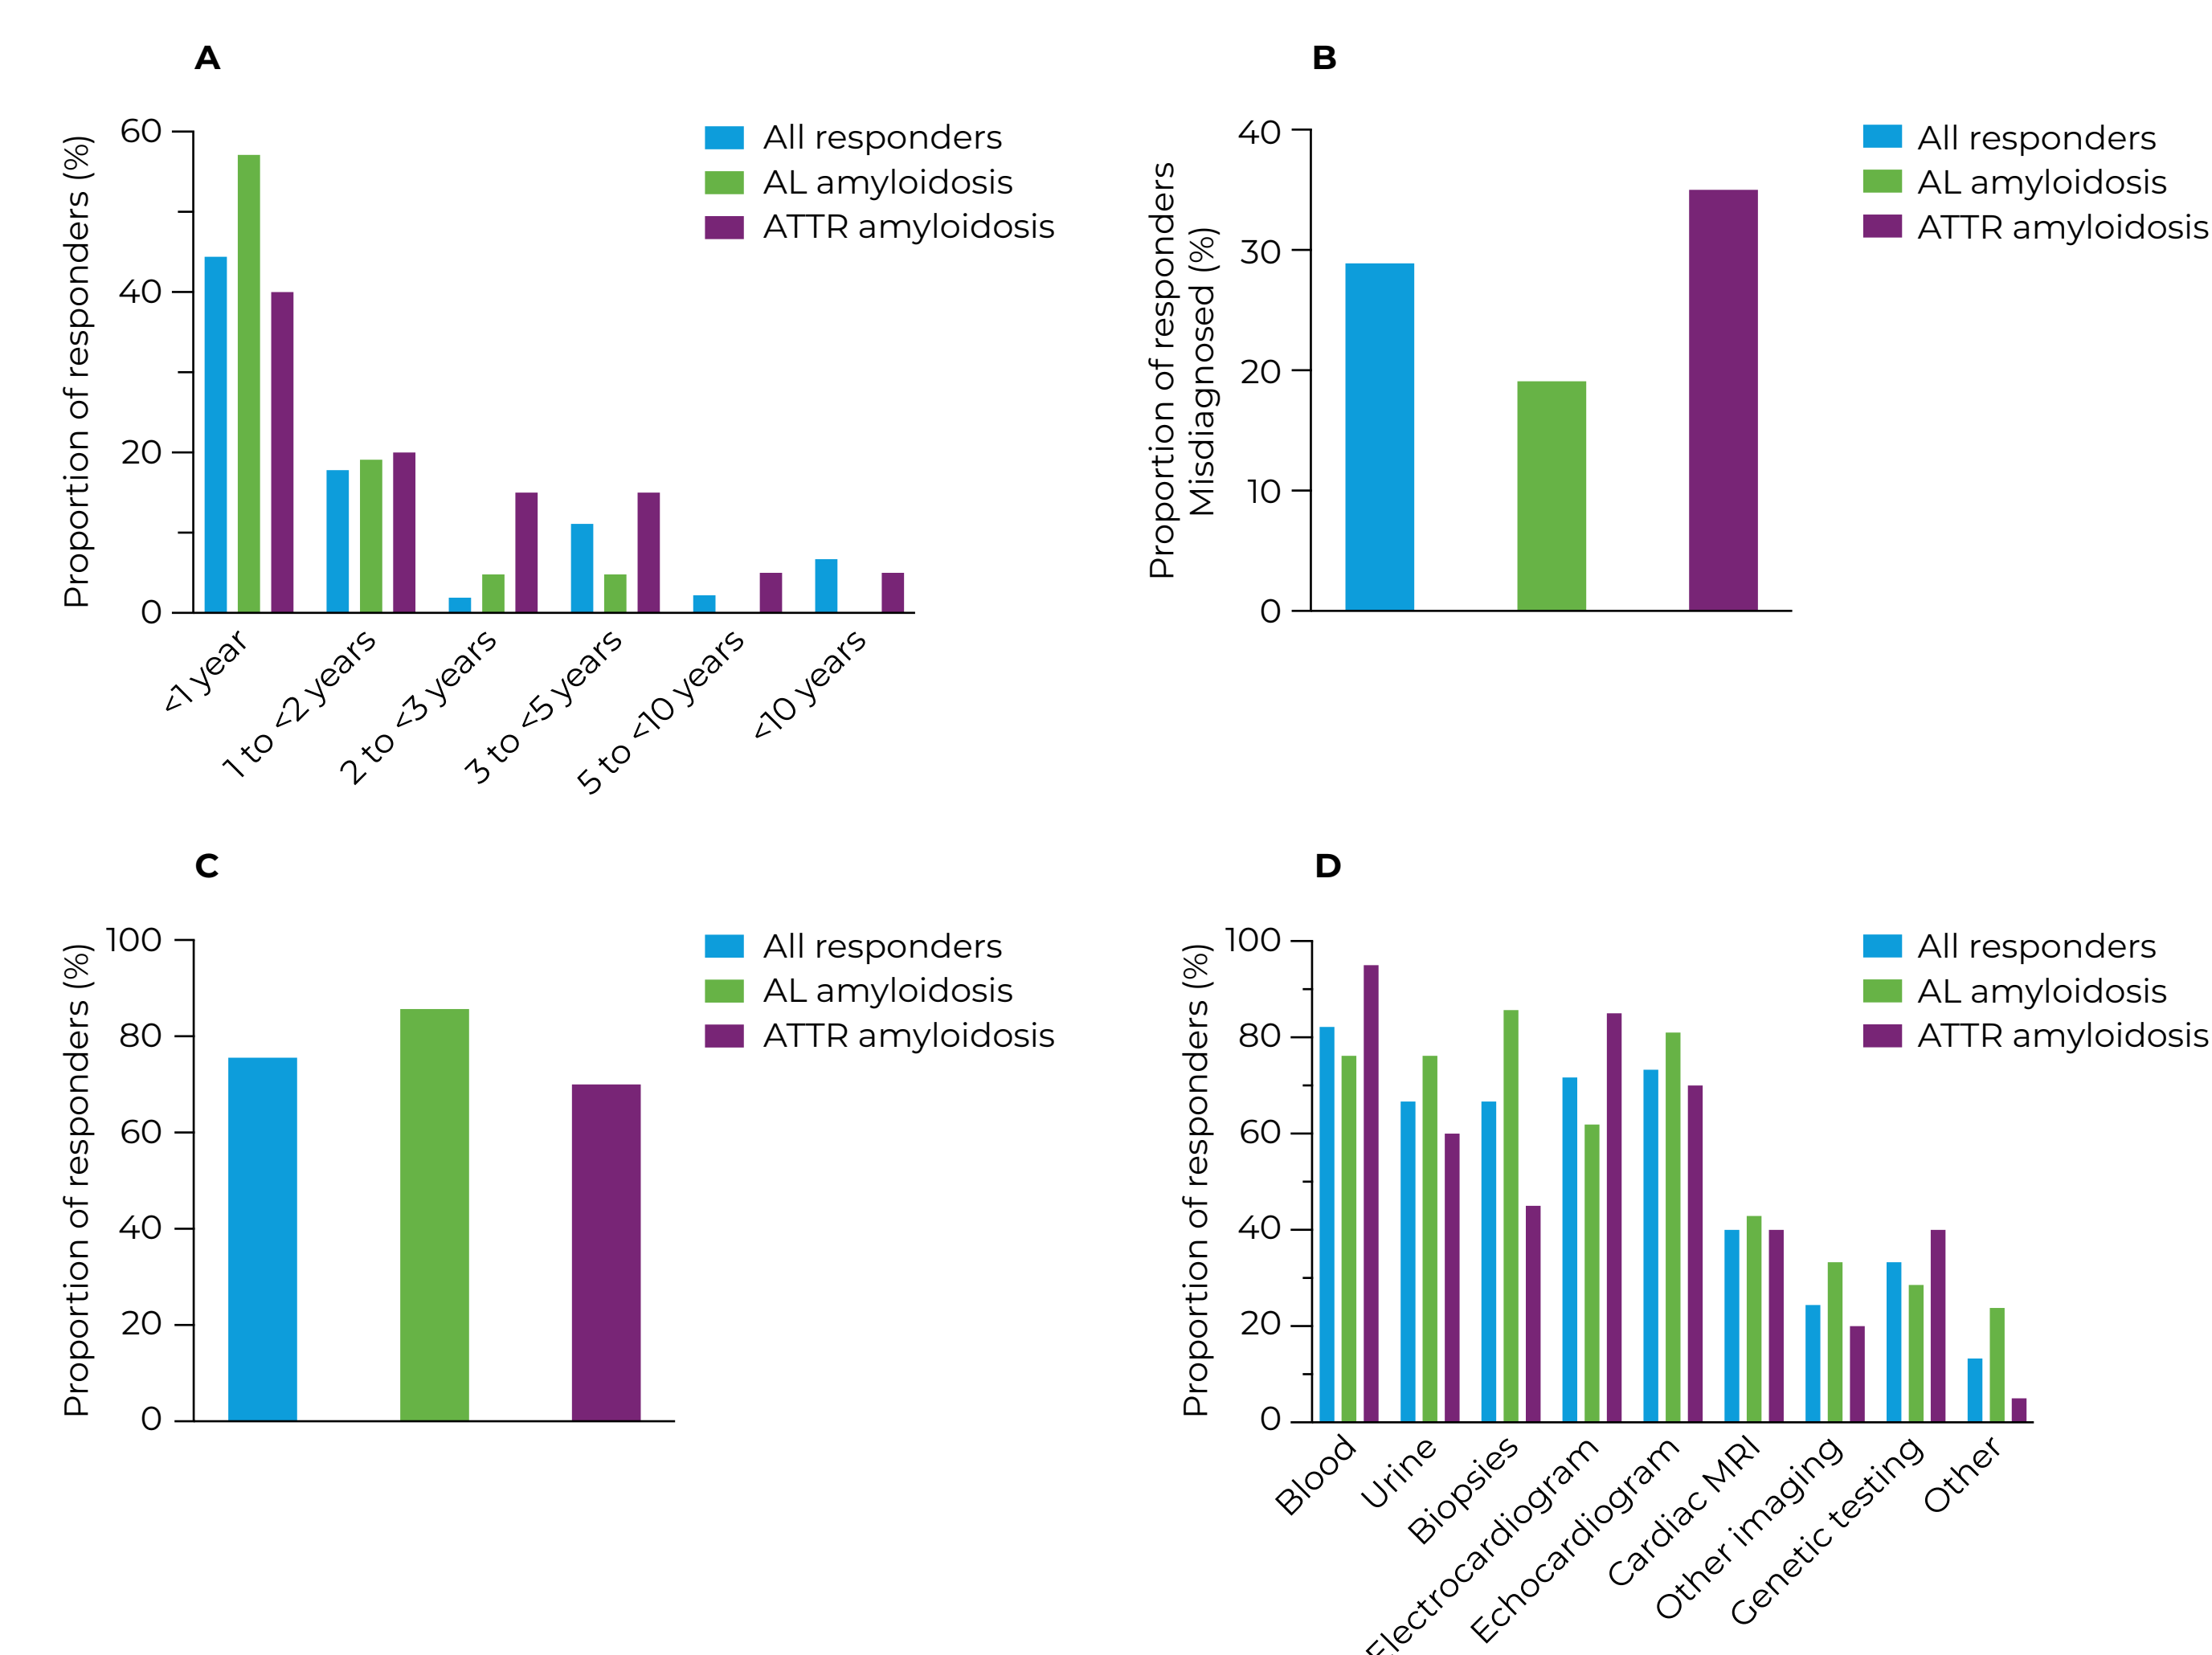 A
Proportion of responders (%)
60
40
20
0
<1 year
1 to <2 years
2 to <3 years
3 to <5 years
5 to <10 years
<10 years
All responders
AL amyloidosis
ATTR amyloidosis
B
Proportion of responders
Misdiagnosed (%)
40
30
20
10
0
All responders
AL amyloidosis
ATTR amyloidosis
C
Proportion of responders (%)
100
80
60
40
20
0
All responders
AL amyloidosis
ATTR amyloidosis
D
Proportion of responders (%)
100
80
60
40
20
0
Blood
Urine
Biopsies
Electrocardiogram
Echocardiogram
Cardiac MRI
Other imaging
Genetic testing
Other
All responders
AL amyloidosis
ATTR amyloidosis